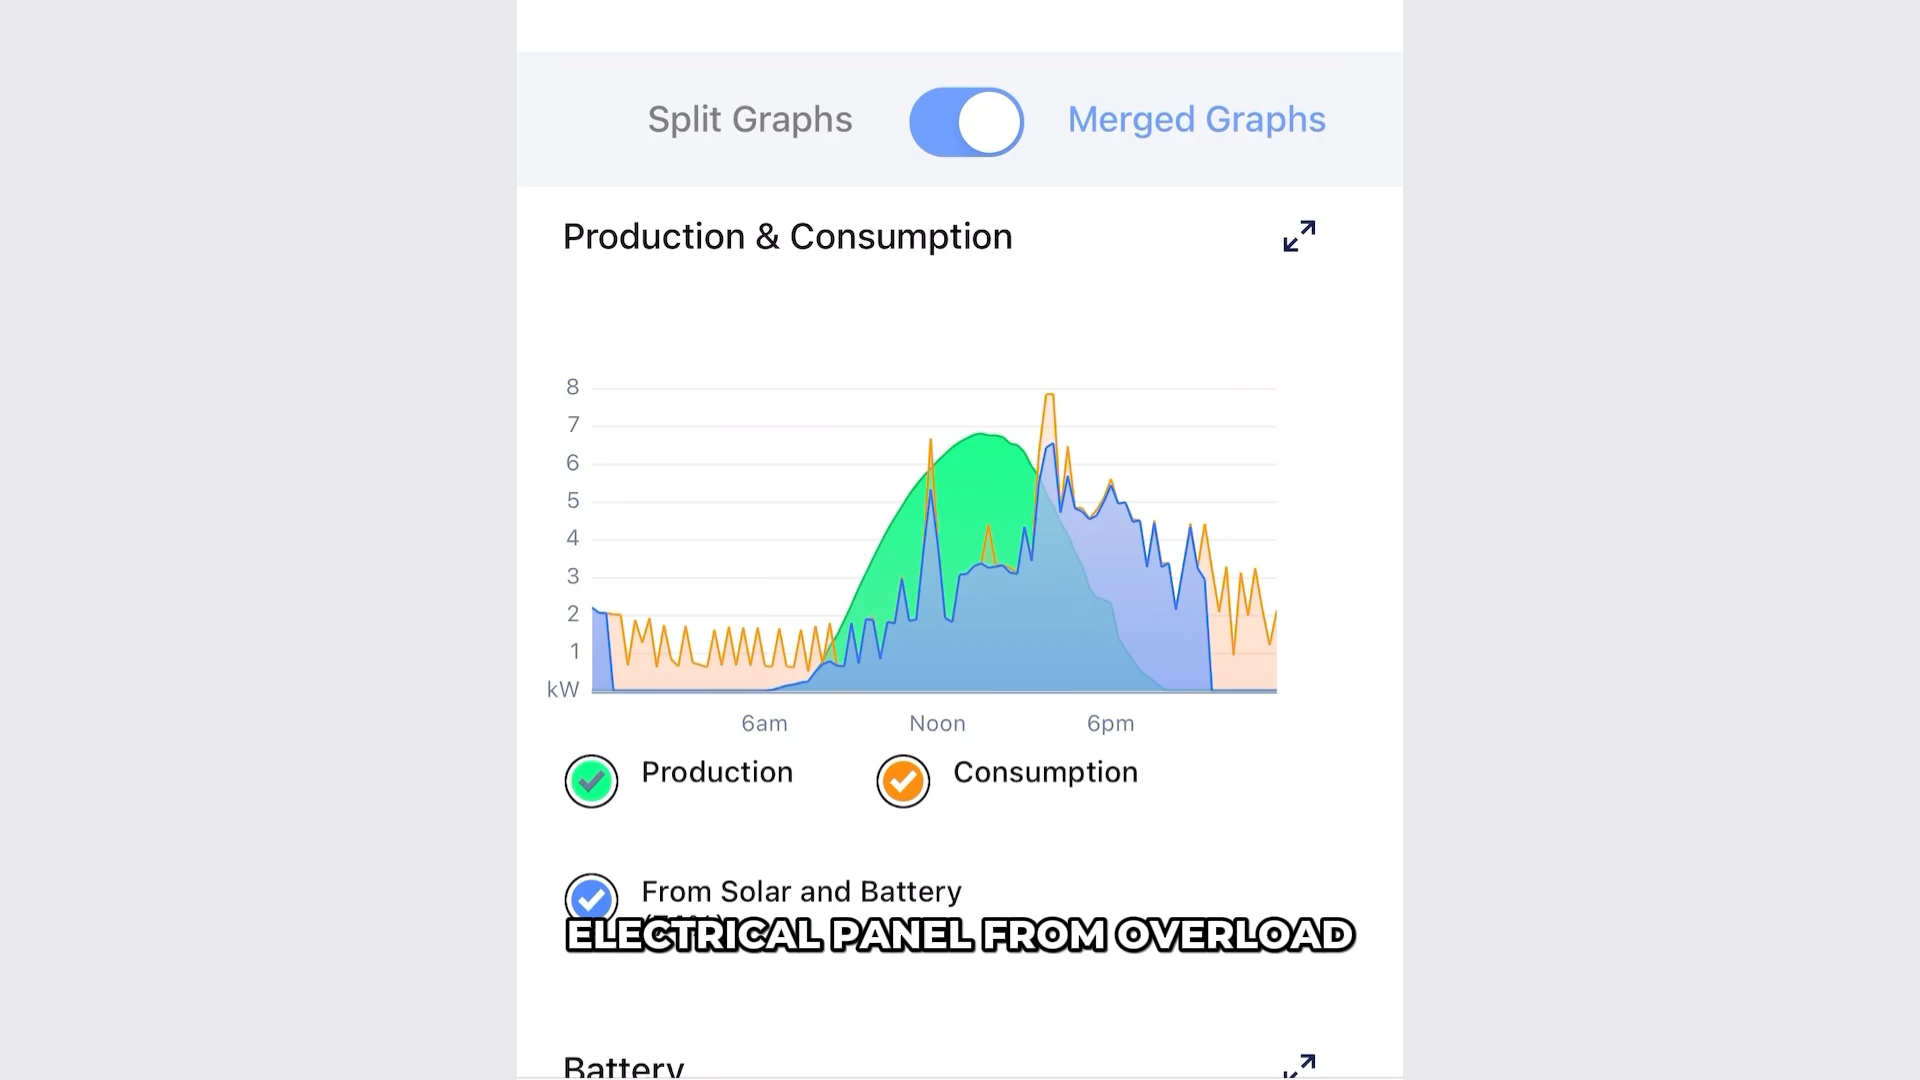 Split Graphs
Merged Graphs
Production & Consumption
8
7
6
5
4
3
2
1
kW
6am
Noon
6pm
Production
Consumption
From Solar and Battery
ELECTRICAL PANEL FROM OVERLOAD
Battery